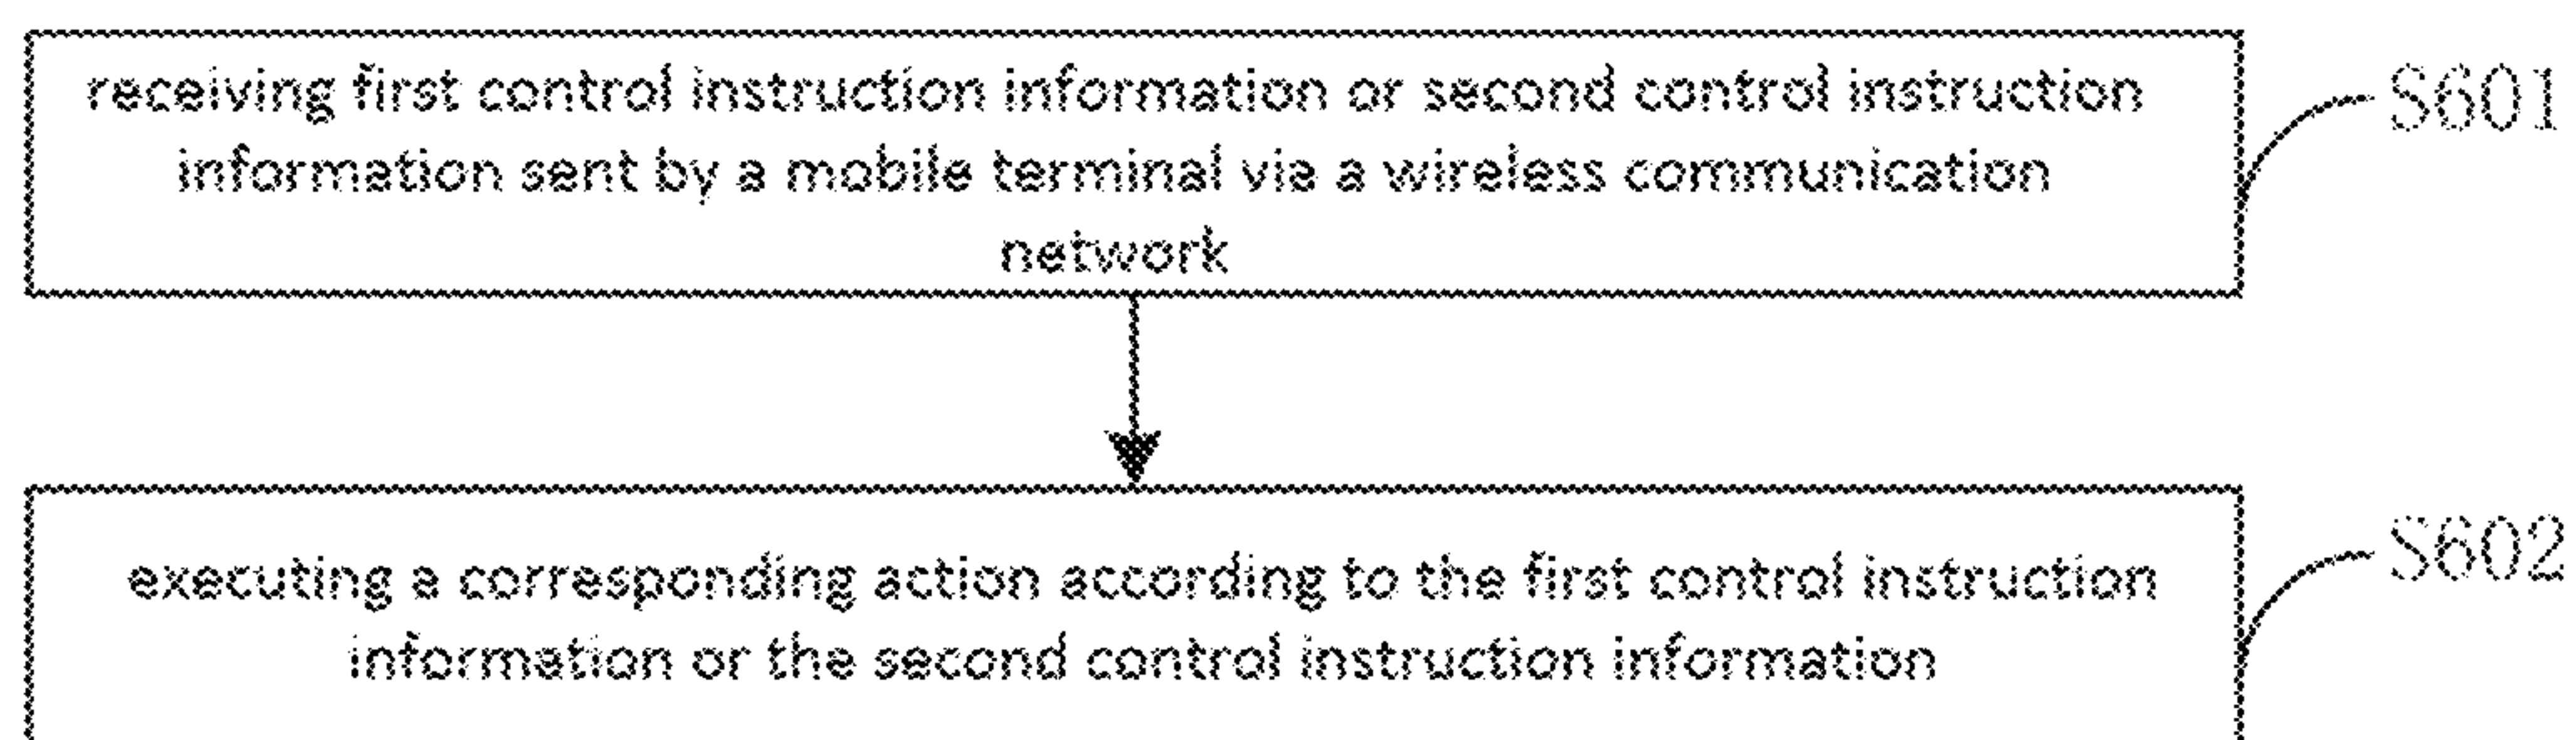 receiving first control instruction information or second control instruction
information sent by a mobile terminal via a wireless communication
network
S601
executing a corresponding action according to the first control instruction
information or the second control instruction information
S602